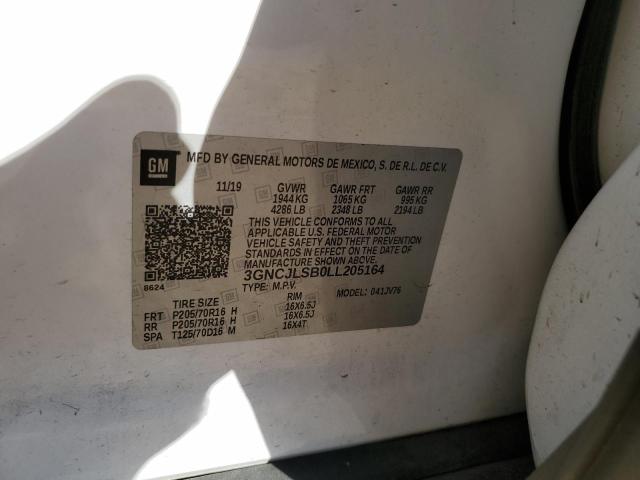 GM
MFD BY GENERAL MOTORS DE MEXICO, S. DE R.L. DE C.V.
11/19 GVWR GAWR FRT GAWR RR
1944 KG 1065 KG 995 KG
4286 LB 2348 LB 2194 LB
THIS VEHICLE CONFORMS TO ALL
APPLICABLE U.S. FEDERAL MOTOR
VEHICLE SAFETY AND THEFT PREVENTION
STANDARDS IN EFFECT ON THE DATE OF
MANUFACTURE SHOWN ABOVE.
3GNCJLSB0LL205164
8624
TYPE: M.P.V. MODEL: 041JV76
TIRE SIZE RIM
FRT P205/70R16 H 16X6.5J
RR P205/70R16 H 16X6.5J
SPA T125/70D16 M 16X4T